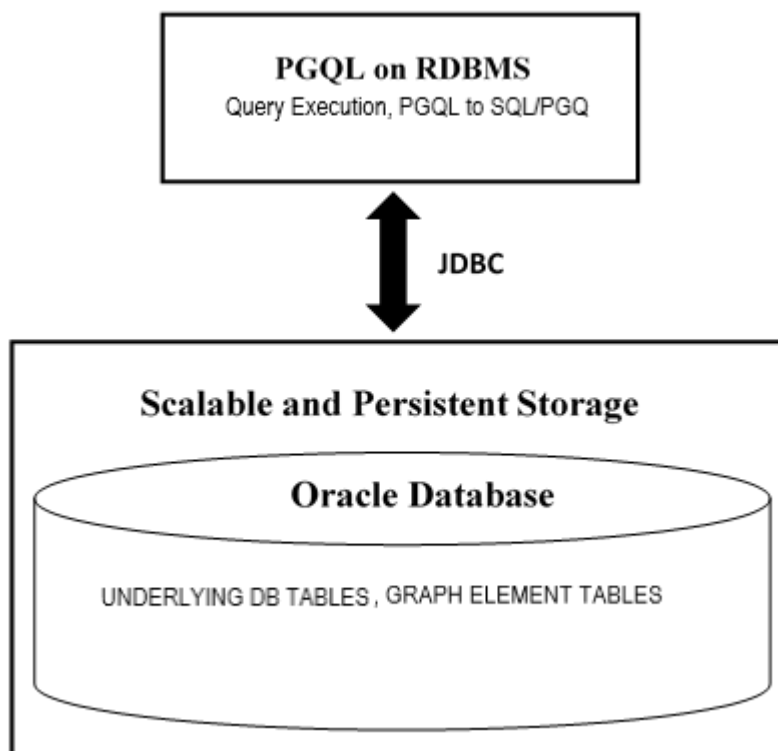 PGQL on RDBMS
Query Execution, PGQL to SQL/PGQ
JDBC
Scalable and Persistent Storage
Oracle Database
UNDERLYING DB TABLES, GRAPH ELEMENT TABLES